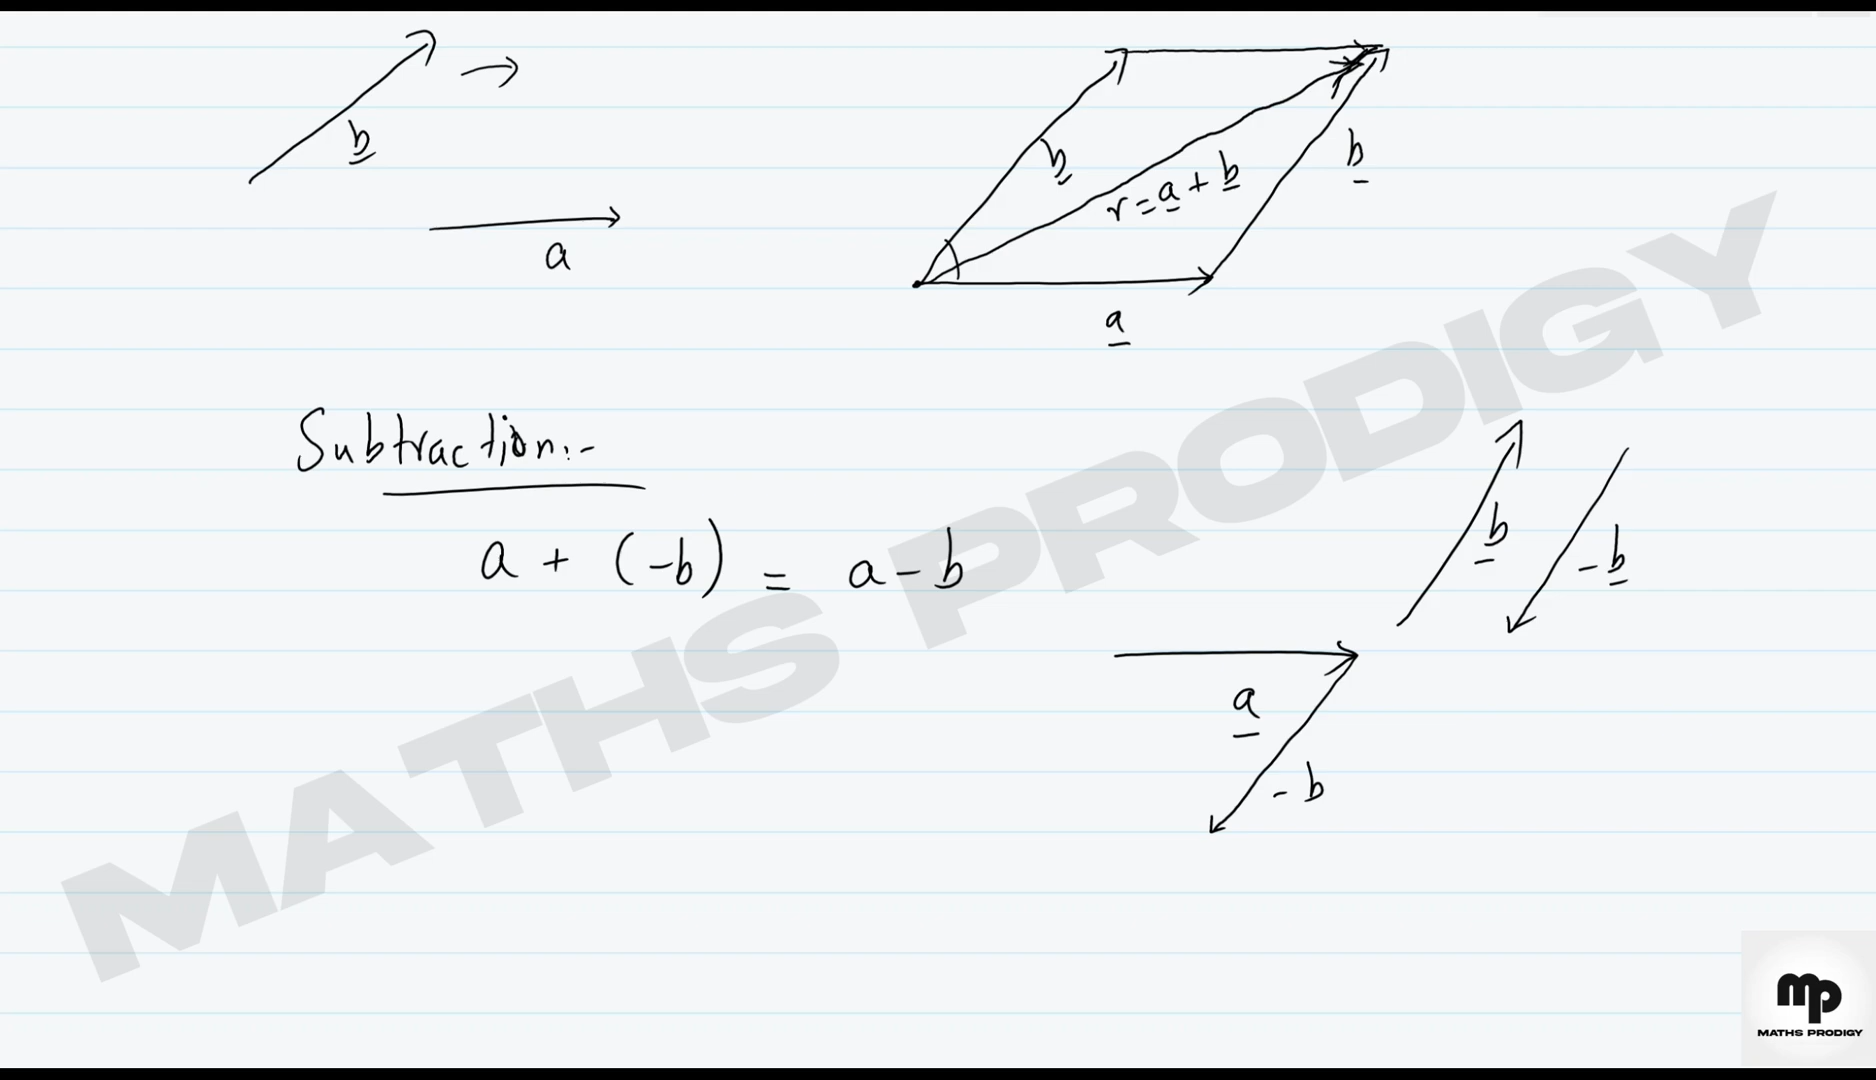 b
a
b
r = a + b
b
a
Subtraction:-
a + (-b) = a - b
b
- b
a
- b
MATHS PRODIGY
mp
MATHS PRODIGY